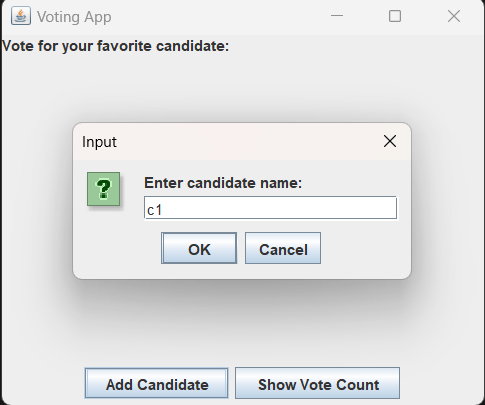 Voting App
Vote for your favorite candidate:
Input
?
Enter candidate name:
c1
OK Cancel
Add Candidate Show Vote Count